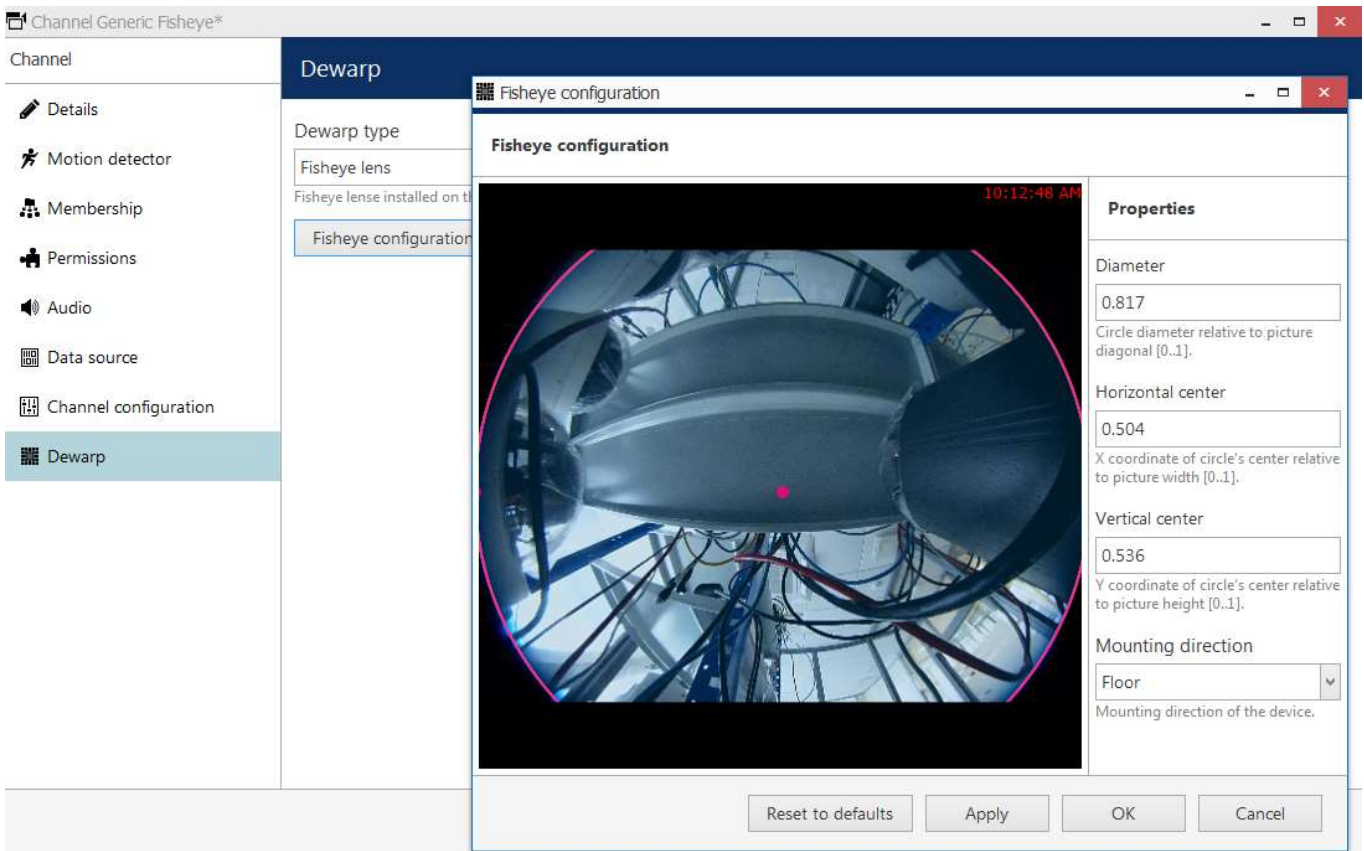 Channel Generic Fisheye*
Channel
Details
Motion detector
Membership
Permissions
Audio
Data source
Channel configuration
Dewarp
Dewarp
Dewarp type
Fisheye lens
Fisheye lense installed on
Fisheye configuration
Fisheye configuration
Fisheye configuration
10:12:48 AM
Properties
Diameter
0.817
Circle diameter relative to picture
diagonal [0..1].
Horizontal center
0.504
X coordinate of circle's center relative
to picture width [0..1].
Vertical center
0.536
Y coordinate of circle's center relative
to picture height [0..1].
Mounting direction
Floor
Mounting direction of the device.
Reset to defaults
Apply
OK
Cancel